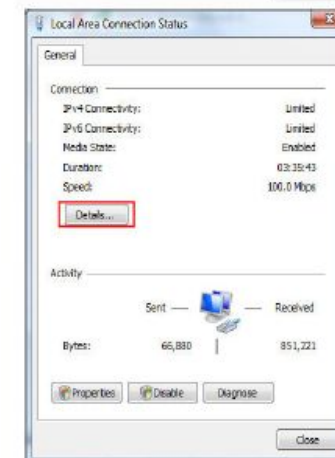 Local Area Connection Status
General
Connection
IPv4 Connectivity: Limited
IPv6 Connectivity: Limited
Media State: Enabled
Duration: 03:35:43
Speed: 100.0 Mbps
Details...
Activity
Sent — — Received
Bytes: 66,880 851,221
Properties Disable Diagnose
Close